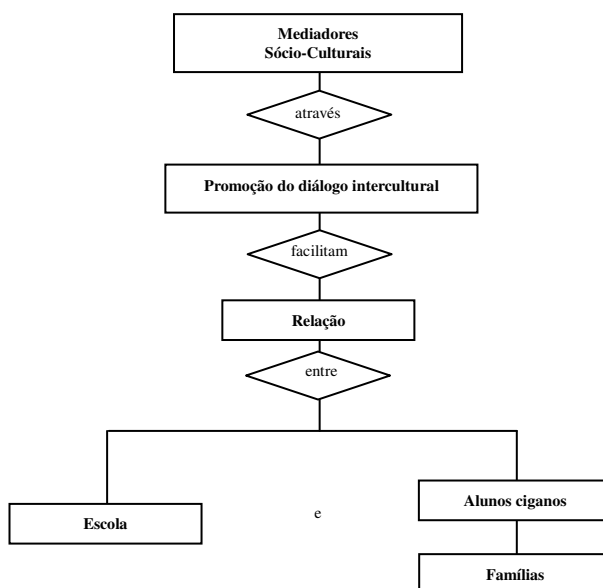 Mediadores
Sócio-Culturais
através
Promoção do diálogo intercultural
facilitam
Relação
entre
Alunos ciganos
Escola
e
Famílias